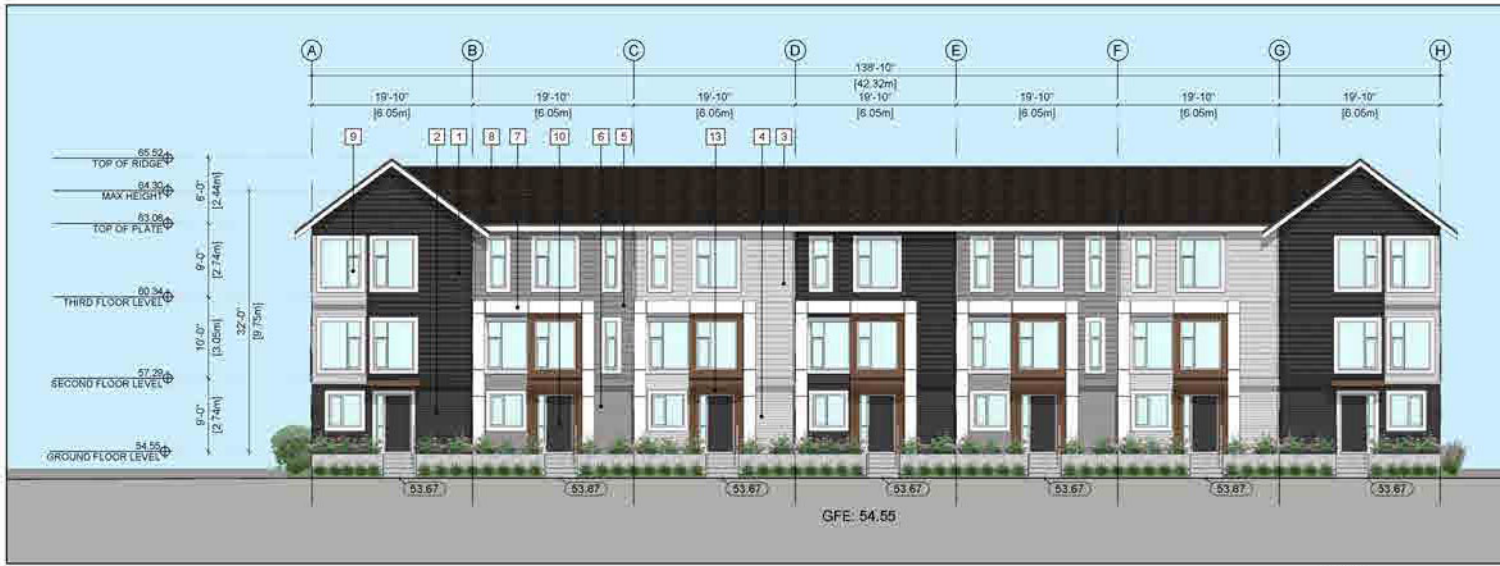 A B C D E F G H
138'-10"
[42.32m]
19'-10" 19'-10" 19'-10" 19'-10" 19'-10" 19'-10" 19'-10"
[6.05m] [6.05m] [6.05m] [6.05m] [6.05m] [6.05m] [6.05m]
9 2 1 8 7 10 6 5 13 4 3
65.52
TOP OF RIDGE
6'-0"
[2.44m]
64.30
MAX HEIGHT
63.08
TOP OF PLATE
9'-0"
[2.74m]
60.34
THIRD FLOOR LEVEL
32'-0"
[9.75m]
10'-0"
[3.05m]
57.29
SECOND FLOOR LEVEL
9'-0"
[2.74m]
54.55
GROUND FLOOR LEVEL
53.67 53.67 53.67 53.67 53.67 53.67 53.67
GFE: 54.55